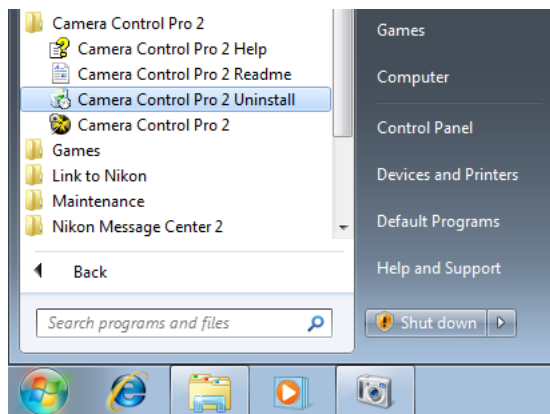 Camera Control Pro 2
Camera Control Pro 2 Help
Camera Control Pro 2 Readme
Camera Control Pro 2 Uninstall
Camera Control Pro 2
Games
Link to Nikon
Maintenance
Nikon Message Center 2
Back
Search programs and files
Games
Computer
Control Panel
Devices and Printers
Default Programs
Help and Support
Shut down